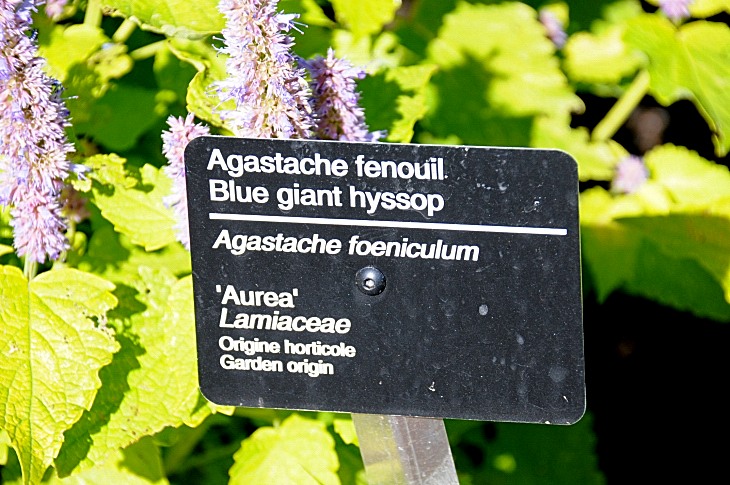 Agastache fenouil
Blue giant hyssop
Agastache foeniculum
'Aurea'
Lamiaceae
Origine horticole
Garden origin